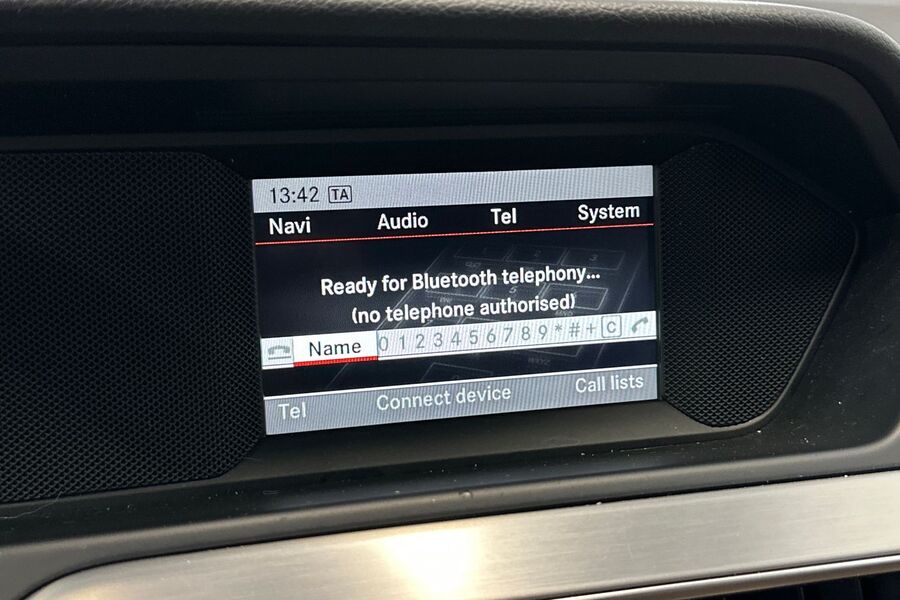 13:42 TA
Navi Audio Tel System
Ready for Bluetooth telephony...
(no telephone authorised)
Name 0 1 2 3 4 5 6 7 8 9 * # + C
Tel Connect device Call lists